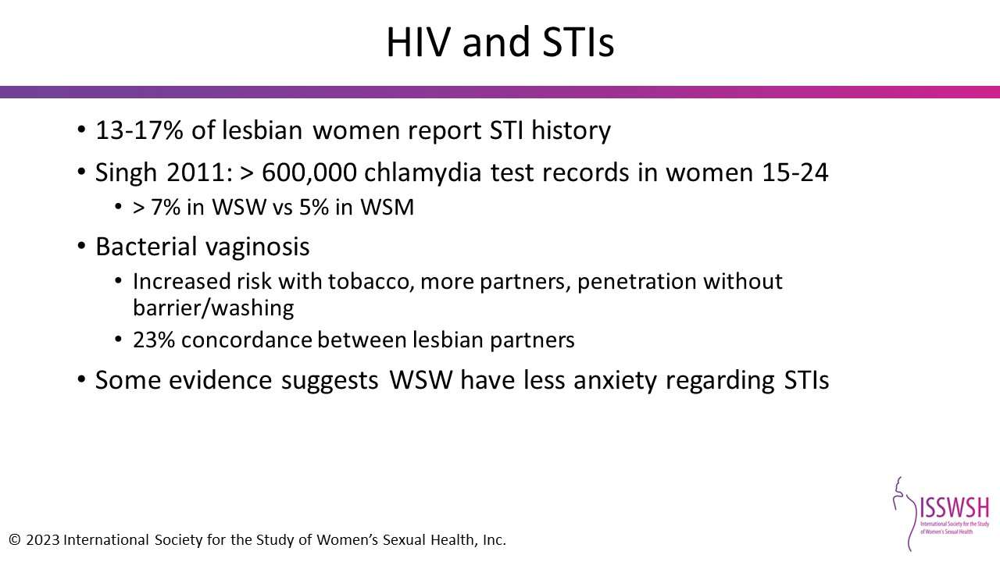 HIV and STIs
• 13-17% of lesbian women report STI history
• Singh 2011: > 600,000 chlamydia test records in women 15-24
• > 7% in WSW vs 5% in WSM
• Bacterial vaginosis
• Increased risk with tobacco, more partners, penetration without
barrier/washing
• 23% concordance between lesbian partners
• Some evidence suggests WSW have less anxiety regarding STIs
ISSWSH
International Society for the Study
of Women's Sexual Health
© 2023 International Society for the Study of Women’s Sexual Health, Inc.